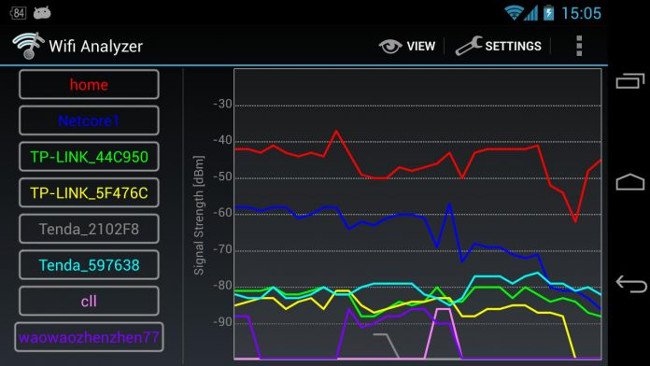 84
15:05
Wifi Analyzer
VIEW
SETTINGS
home
Netcore1
TP-LINK_44C950
TP-LINK_5F476C
Tenda_2102F8
Tenda_597638
cll
waowaozhenzhen77
Signal Strength [dBm]
-30
-40
-50
-60
-70
-80
-90